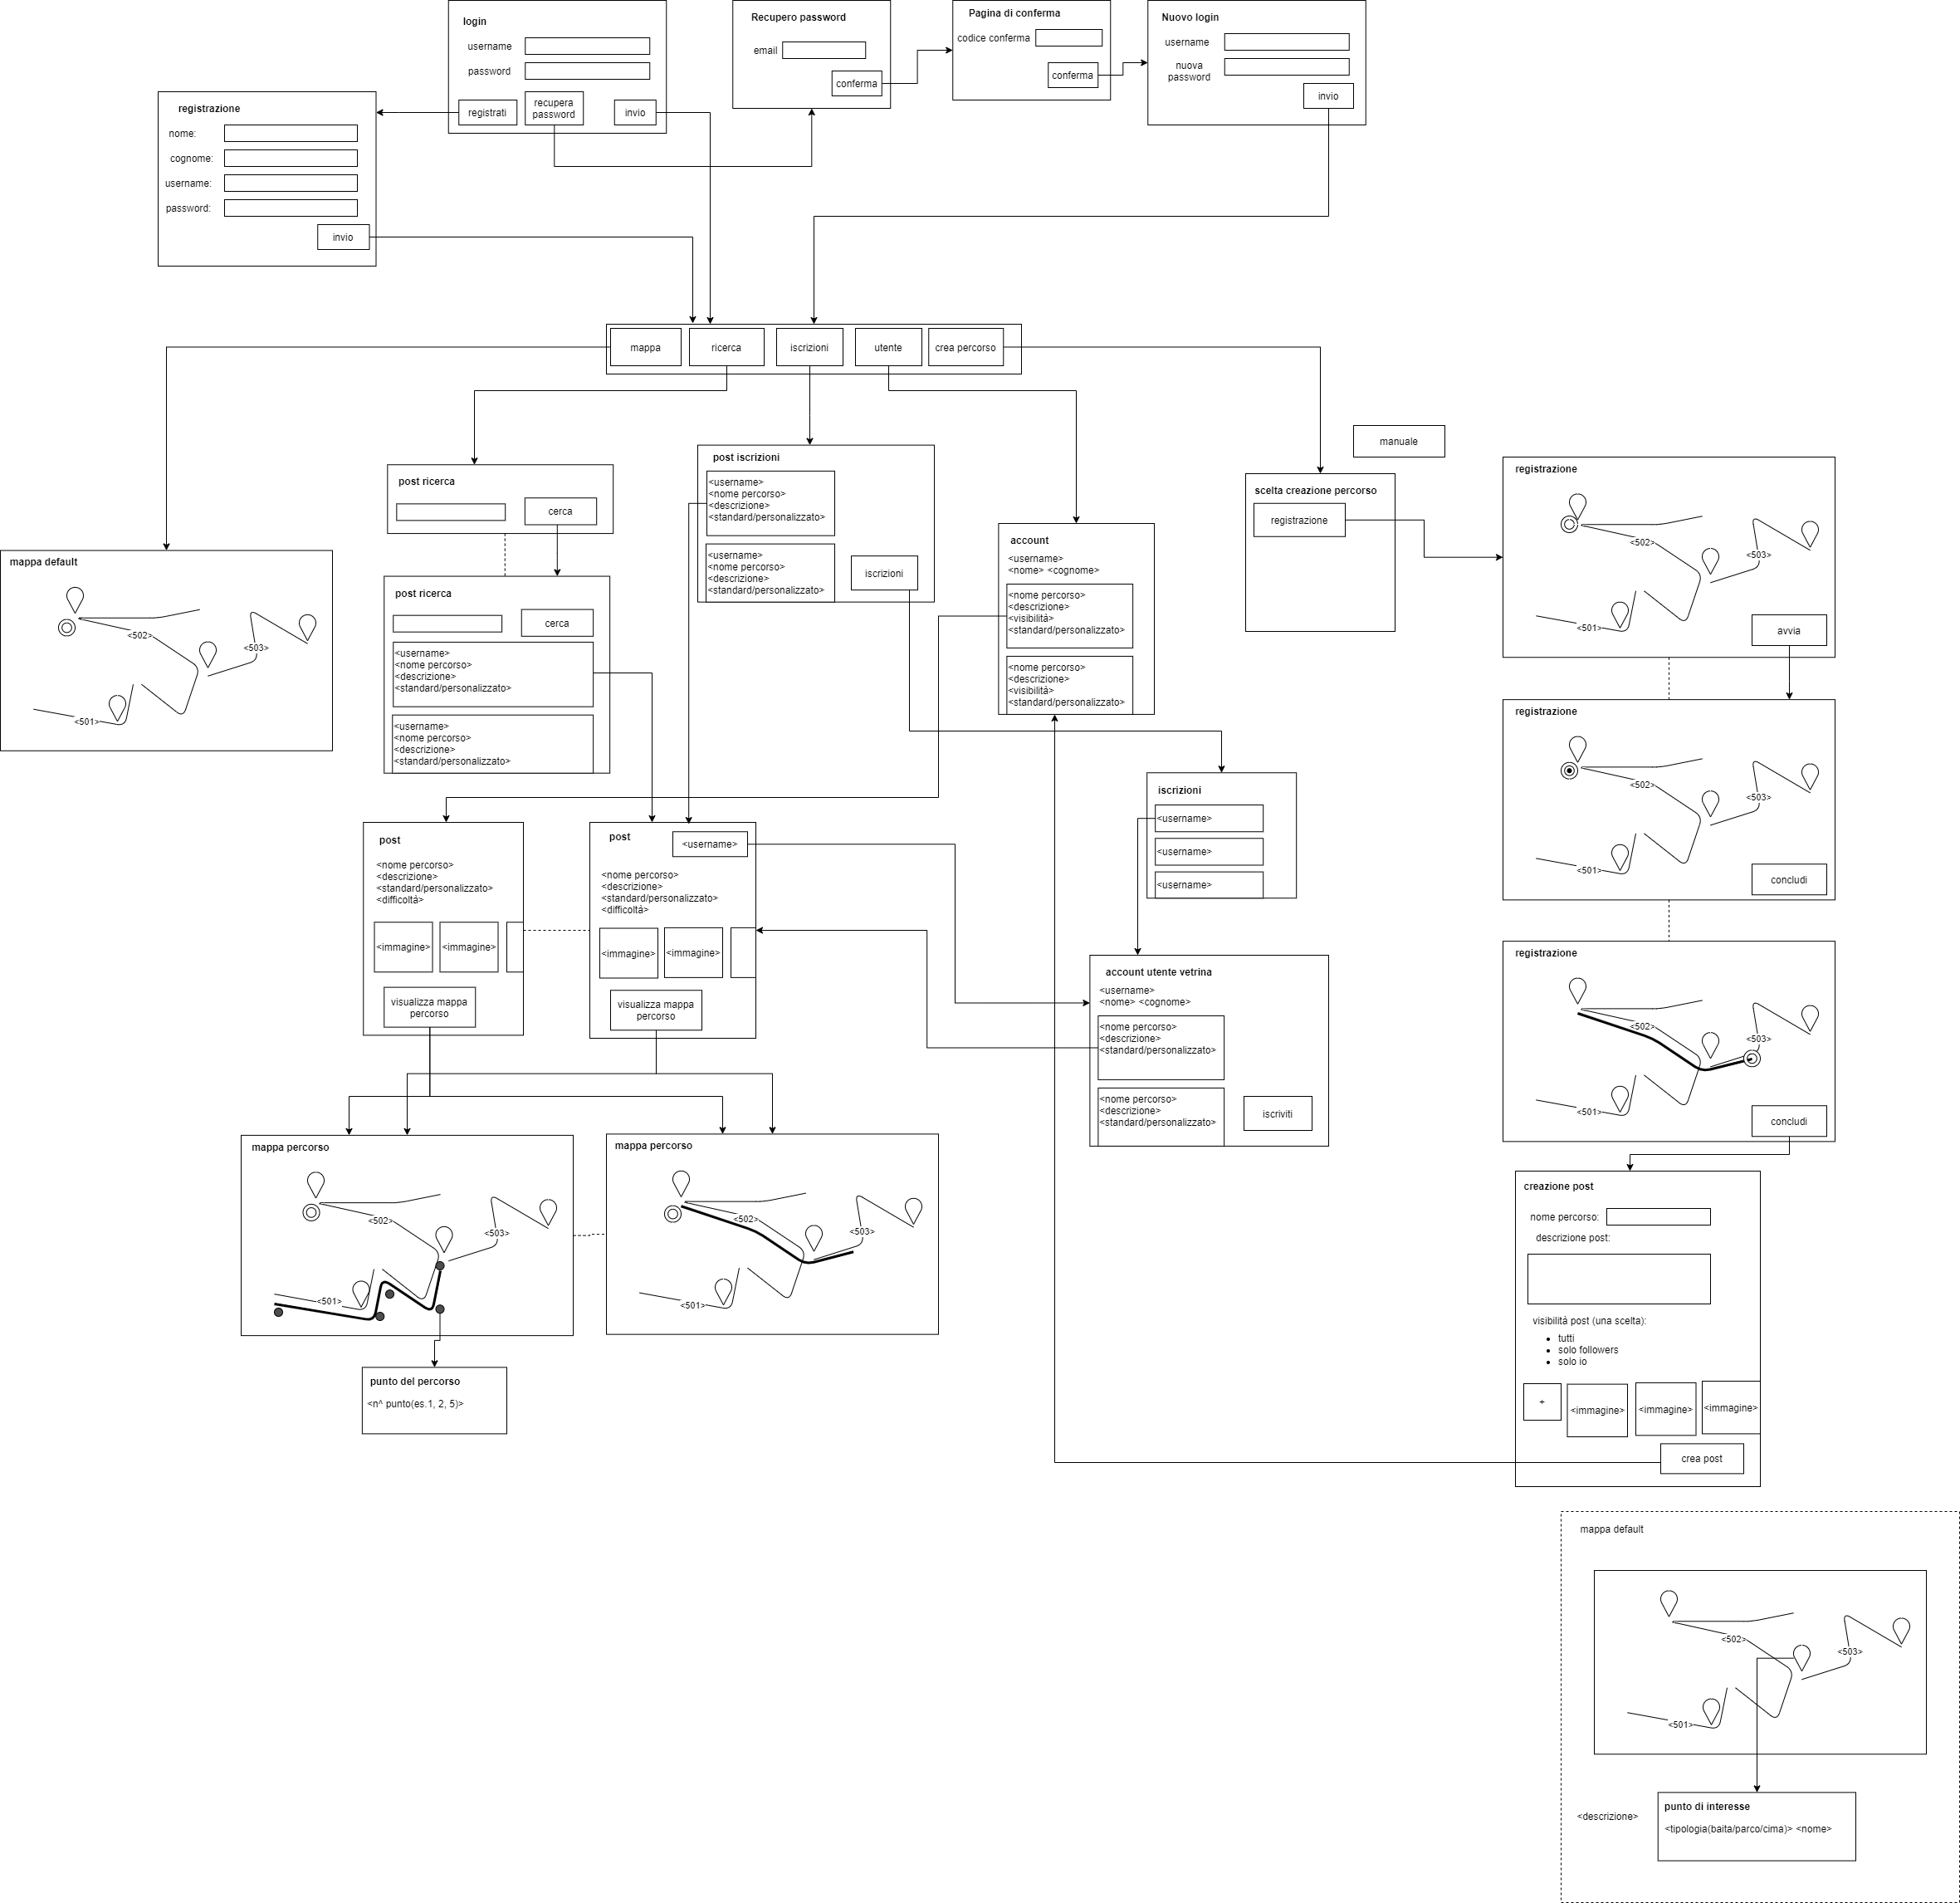 login
username
password
registrati
recupera
password
invio
Recupero password
email
conferma
Pagina di conferma
codice conferma
conferma
Nuovo login
username
nuova
password
invio
registrazione
nome:
cognome:
username:
password:
invio
mappa
ricerca
iscrizioni
utente
crea percorso
mappa default
<502>
<503>
<501>
post ricerca
cerca
post ricerca
cerca
<username>
<nome percorso>
<descrizione>
<standard/personalizzato>
<username>
<nome percorso>
<descrizione>
<standard/personalizzato>
post iscrizioni
<username>
<nome percorso>
<descrizione>
<standard/personalizzato>
<username>
<nome percorso>
<descrizione>
<standard/personalizzato>
iscrizioni
account
<username>
<nome> <cognome>
<nome percorso>
<descrizione>
<visibilità>
<standard/personalizzato>
<nome percorso>
<descrizione>
<visibilità>
<standard/personalizzato>
manuale
scelta creazione percorso
registrazione
registrazione
<502>
<503>
<501>
avvia
registrazione
<502>
<503>
<501>
concludi
registrazione
<502>
<503>
<501>
concludi
iscrizioni
<username>
<username>
<username>
post
<nome percorso>
<descrizione>
<standard/personalizzato>
<difficoltà>
<immagine>
<immagine>
visualizza mappa
percorso
post
<username>
<nome percorso>
<descrizione>
<standard/personalizzato>
<difficoltà>
<immagine>
<immagine>
visualizza mappa
percorso
account utente vetrina
<username>
<nome> <cognome>
<nome percorso>
<descrizione>
<standard/personalizzato>
<nome percorso>
<descrizione>
<standard/personalizzato>
iscriviti
mappa percorso
<502>
<503>
<501>
mappa percorso
<502>
<503>
<501>
punto del percorso
<n^ punto(es.1, 2, 5)>
creazione post
nome percorso:
descrizione post:
visibilità post (una scelta):
• tutti
• solo followers
• solo io
+
<immagine>
<immagine>
<immagine>
crea post
mappa default
<502>
<503>
<501>
<descrizione>
punto di interesse
<tipologia(baita/parco/cima)> <nome>